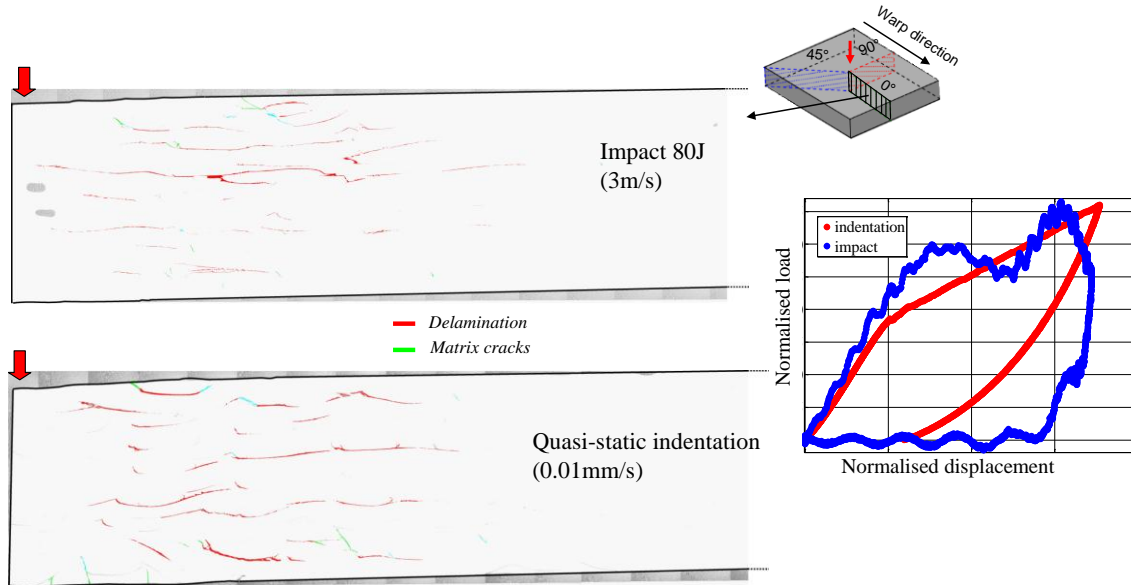 Warp direction
45°
90°
0°
Impact 80J
(3m/s)
Delamination
Matrix cracks
Quasi-static indentation
(0.01mm/s)
indentation
impact
Normalised load
Normalised displacement